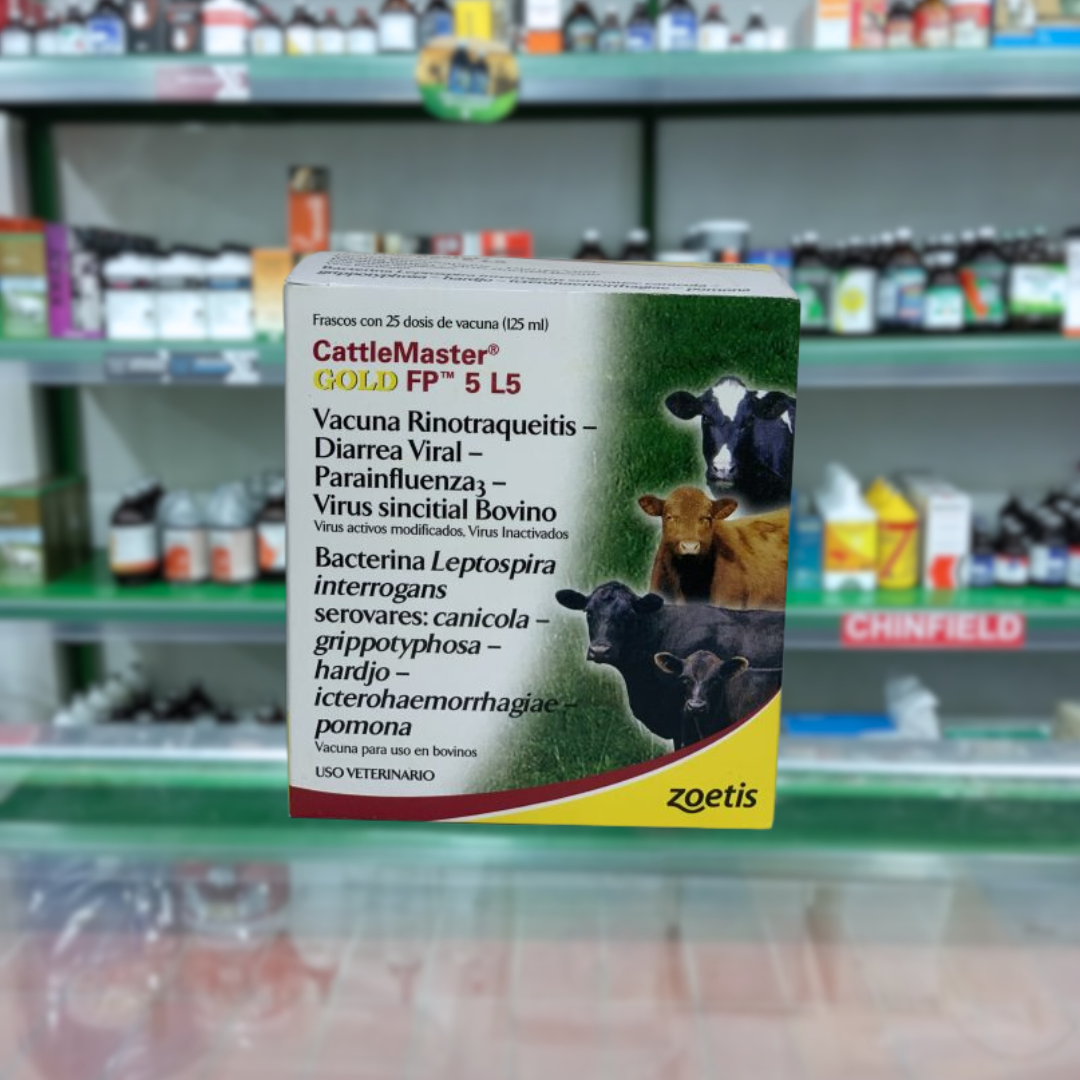 Frascos con 25 dosis de vacuna (125 ml)
CattleMaster®
GOLD FP™ 5 L5
Vacuna Rinotraqueitis –
Diarrea Viral –
Parainfluenza₃ –
Virus sincitial Bovino
Virus activos modificados, Virus Inactivados
Bacterina Leptospira
interrogans
serovares: canicola –
grippotyphosa –
hardjo –
icterohaemorrhagiae –
pomona
Vacuna para uso en bovinos
USO VETERINARIO
zoetis
CHINFIELD